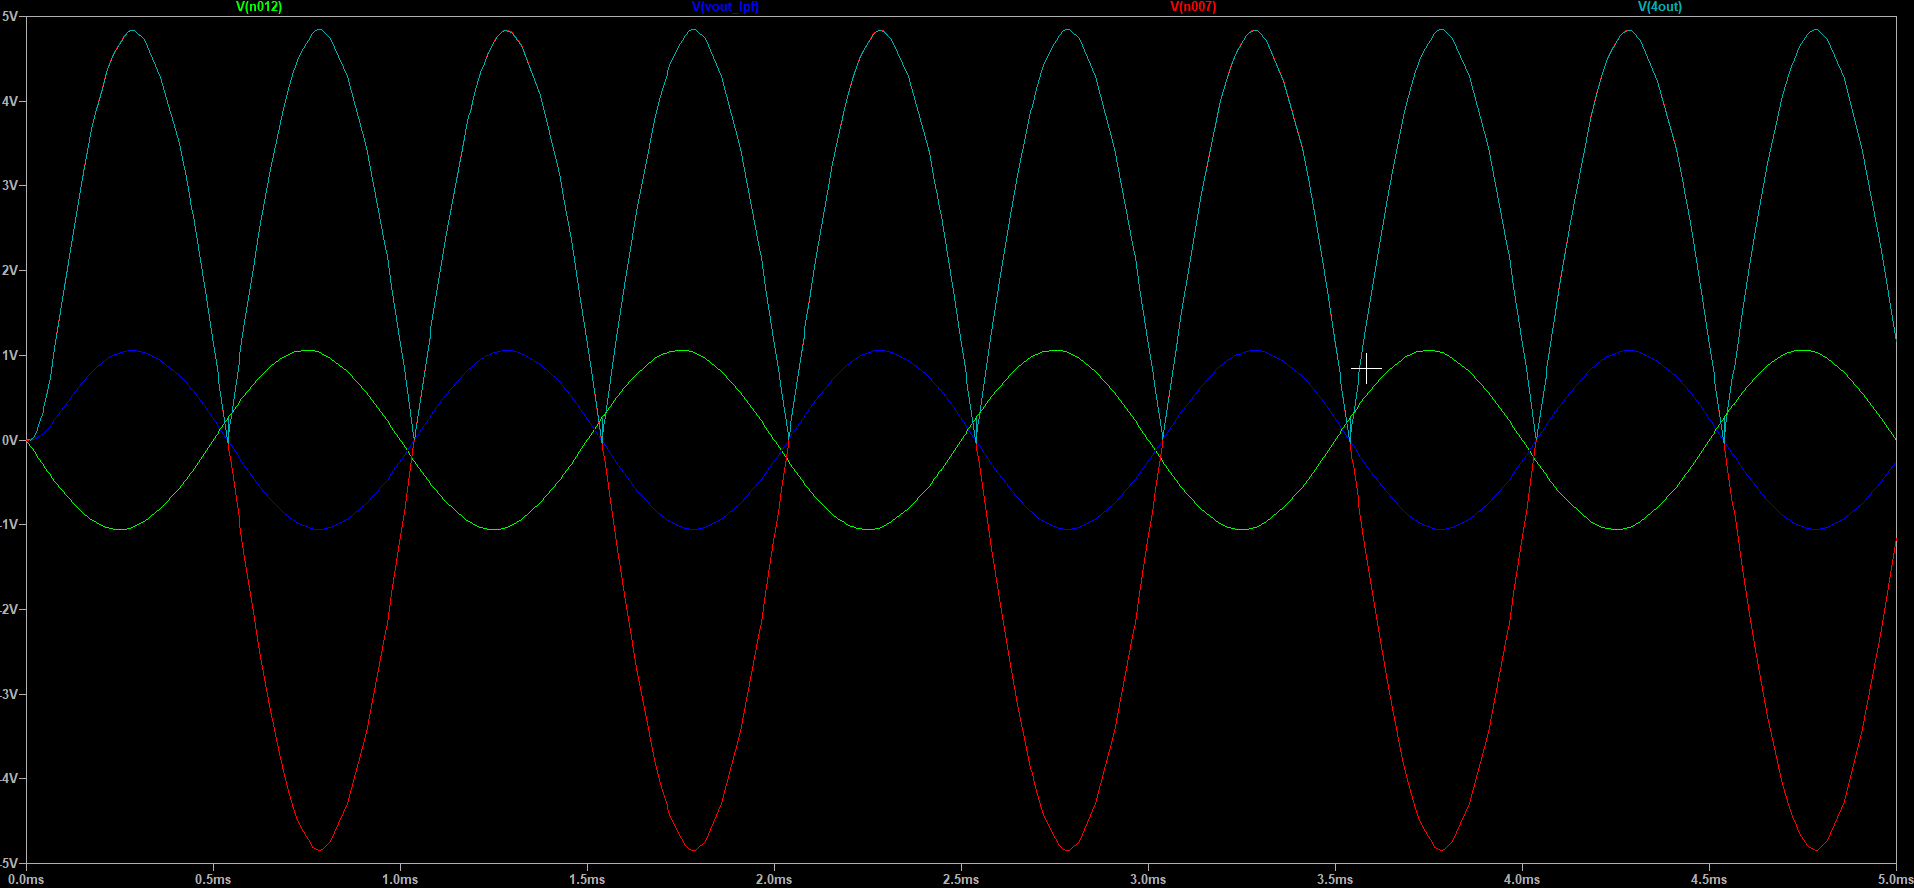 V(n012) V(vout_lpf) V(n007) V(4out)
5V
4V
3V
2V
1V
0V
-1V
-2V
-3V
-4V
-5V
0.0ms 0.5ms 1.0ms 1.5ms 2.0ms 2.5ms 3.0ms 3.5ms 4.0ms 4.5ms 5.0ms